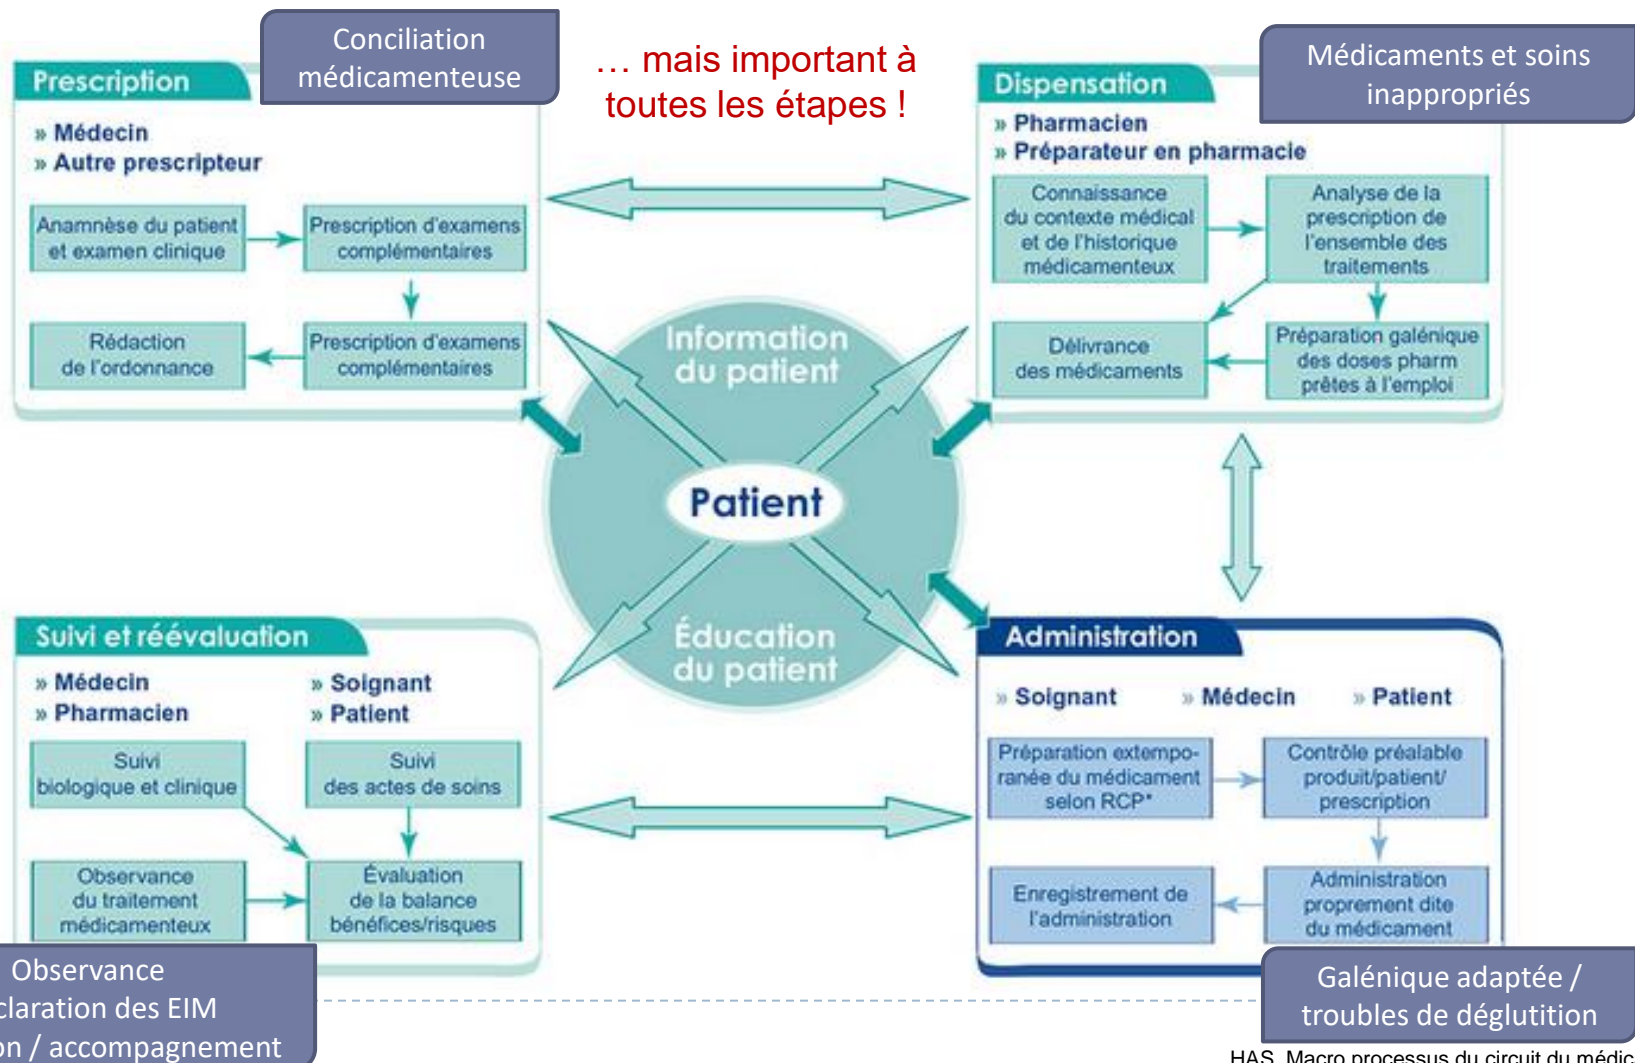 Conciliation
médicamenteuse
… mais important à
toutes les étapes !
Médicaments et soins
inappropriés
Prescription
» Médecin
» Autre prescripteur
Anamnèse du patient
et examen clinique
Prescription d'examens
complémentaires
Rédaction
de l'ordonnance
Prescription d'examens
complémentaires
Dispensation
» Pharmacien
» Préparateur en pharmacie
Connaissance
du contexte médical
et de l'historique
médicamenteux
Analyse de la
prescription de
l'ensemble des
traitements
Délivrance
des médicaments
Préparation galénique
des doses pharm
prêtes à l'emploi
Information
du patient
Patient
Éducation
du patient
Suivi et réévaluation
» Médecin
» Pharmacien
» Soignant
» Patient
Suivi
biologique et clinique
Suivi
des actes de soins
Observance
du traitement
médicamenteux
Évaluation
de la balance
bénéfices/risques
Administration
» Soignant » Médecin » Patient
Préparation extempo-
ranée du médicament
selon RCP*
Contrôle préalable
produit/patient/
prescription
Enregistrement de
l'administration
Administration
proprement dite
du médicament
Observance
claration des EIM
on / accompagnement
Galénique adaptée /
troubles de déglutition
HAS. Macro processus du circuit du médic